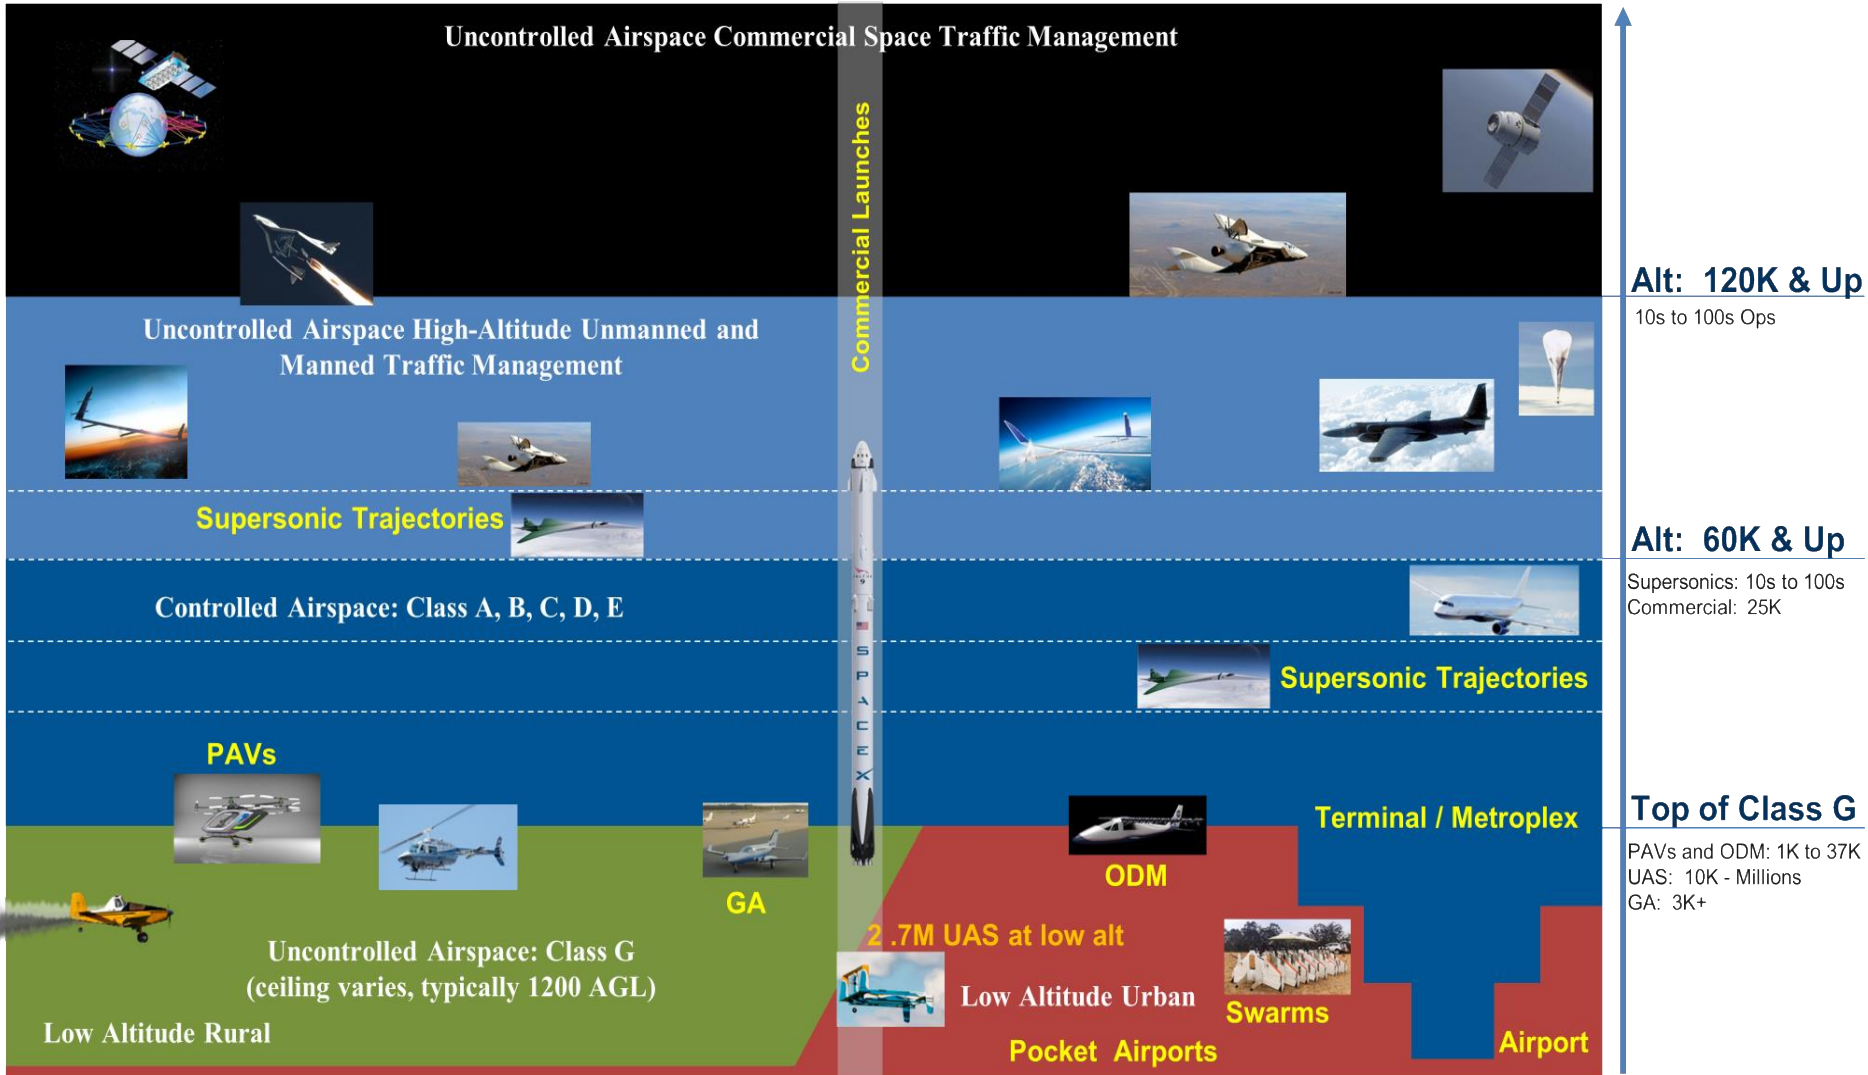 Uncontrolled Airspace Commercial Space Traffic Management
Commercial Launches
Alt: 120K & Up
10s to 100s Ops
Uncontrolled Airspace High-Altitude Unmanned and
Manned Traffic Management
Supersonic Trajectories
Alt: 60K & Up
Supersonics: 10s to 100s
Commercial: 25K
Controlled Airspace: Class A, B, C, D, E
9
SPACEX
Supersonic Trajectories
PAVs
Terminal / Metroplex
Top of Class G
PAVs and ODM: 1K to 37K
UAS: 10K - Millions
GA: 3K+
ODM
GA
2 .7M UAS at low alt
Uncontrolled Airspace: Class G
(ceiling varies, typically 1200 AGL)
Low Altitude Urban
Swarms
Low Altitude Rural
Pocket Airports
Airport